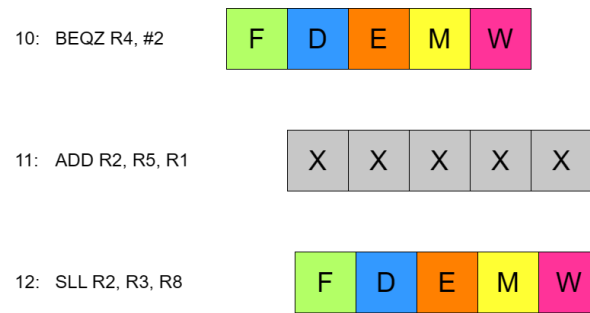 10: BEQZ R4, #2 F D E M W
11: ADD R2, R5, R1 X X X X X
12: SLL R2, R3, R8 F D E M W